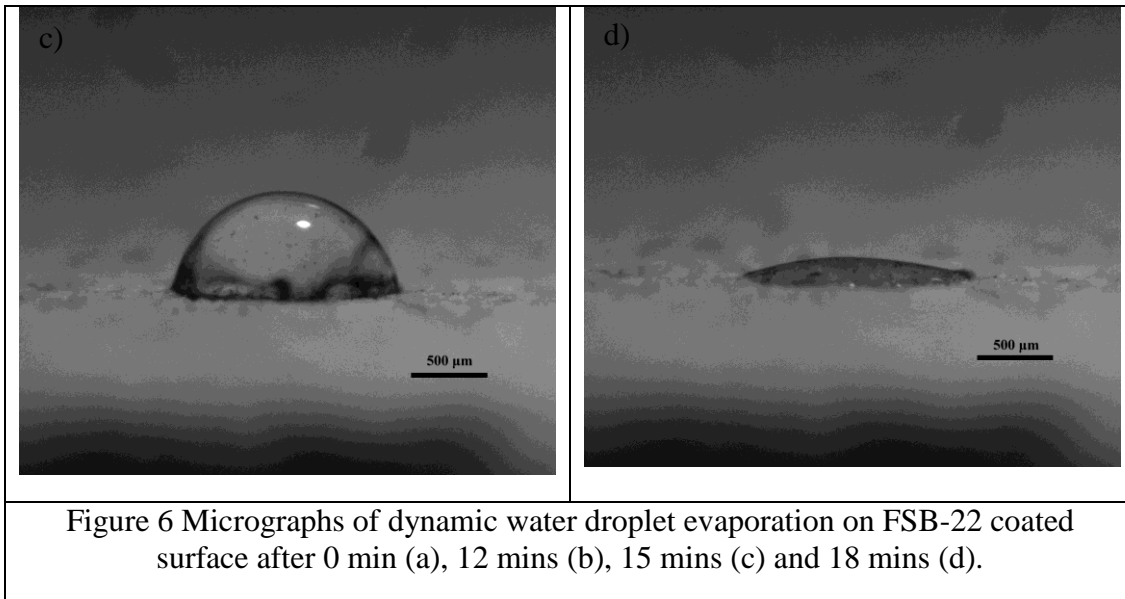 c)
d)
500 µm
500 µm
Figure 6 Micrographs of dynamic water droplet evaporation on FSB-22 coated
surface after 0 min (a), 12 mins (b), 15 mins (c) and 18 mins (d).